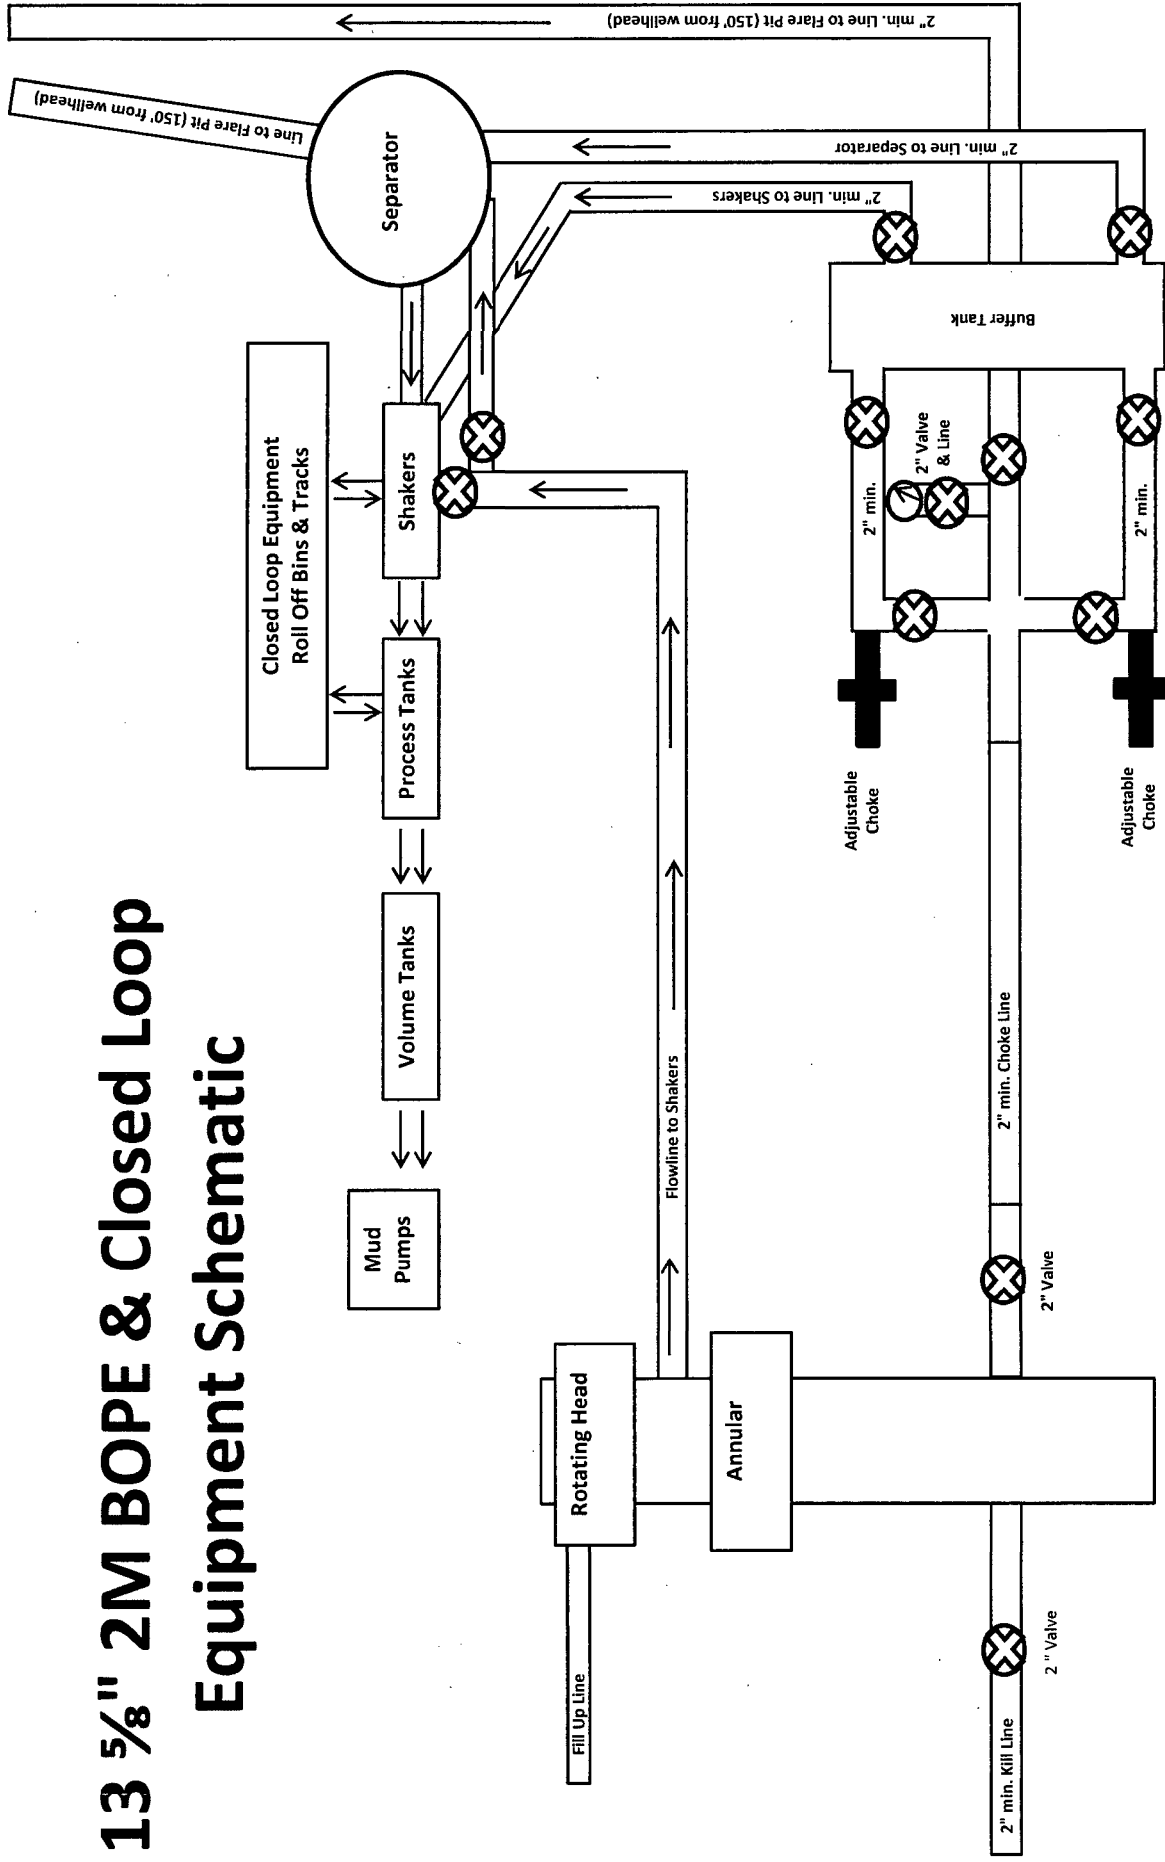 13 ⅝" 2M BOPE & Closed Loop
Equipment Schematic
Closed Loop Equipment
Roll Off Bins & Tracks
Mud
Pumps
Volume Tanks
Process Tanks
Shakers
Separator
Line to Flare Pit (150' from wellhead)
2" min. Line to Flare Pit (150' from wellhead)
Fill Up Line
Rotating Head
Annular
Flowline to Shakers
2" min. Line to Shakers
2" min. Line to Separator
2" min. Kill Line
2 " Valve
2" Valve
2" min. Choke Line
Adjustable
Choke
Adjustable
Choke
2" min.
2" Valve
& Line
2" min.
Buffer Tank